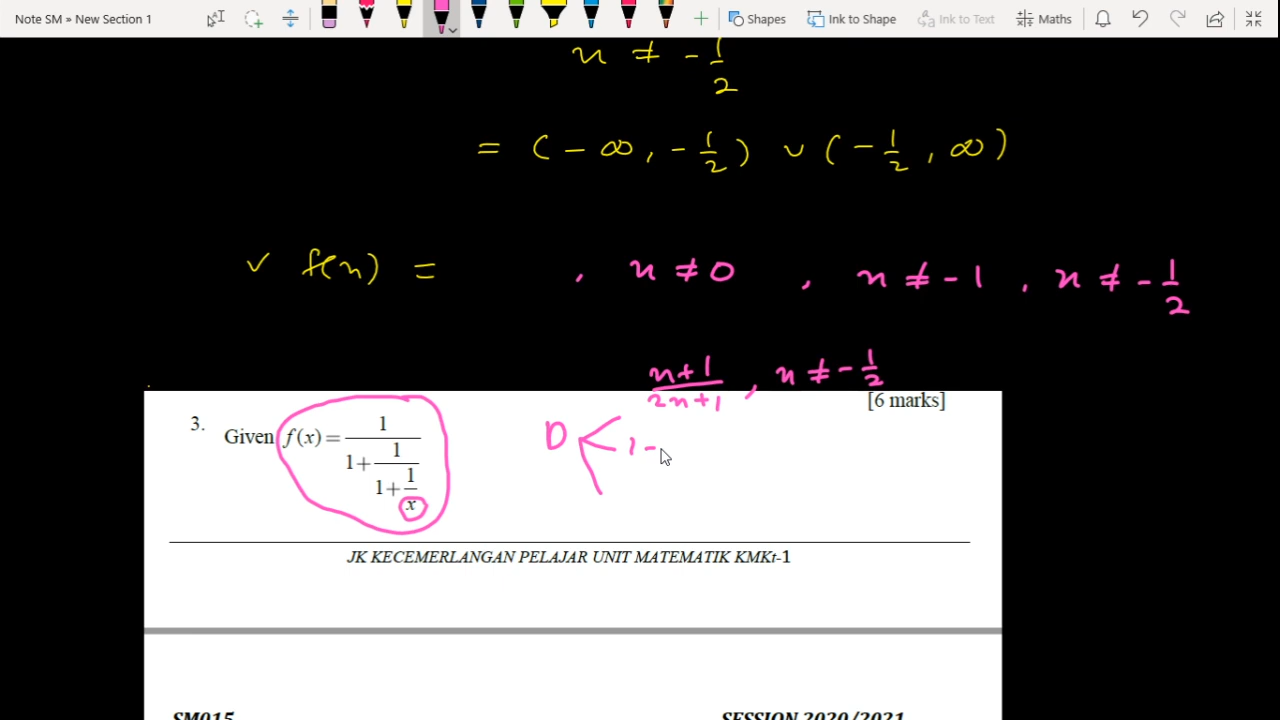 Note SM » New Section 1 Shapes Ink to Shape Ink to Text Maths
x ≠ - 1/2
= (- ∞, - 1/2) ∪ (- 1/2, ∞)
✓ f(x) = , x ≠ 0 , x ≠ -1 , x ≠ - 1/2
x+1/2x+1 , x ≠ - 1/2
[6 marks]
3. Given f(x) = 1/(1+1/(1+1/x))
D < 1 -
JK KECEMERLANGAN PELAJAR UNIT MATEMATIK KMKt-1
SM015 SESSION 2020/2021